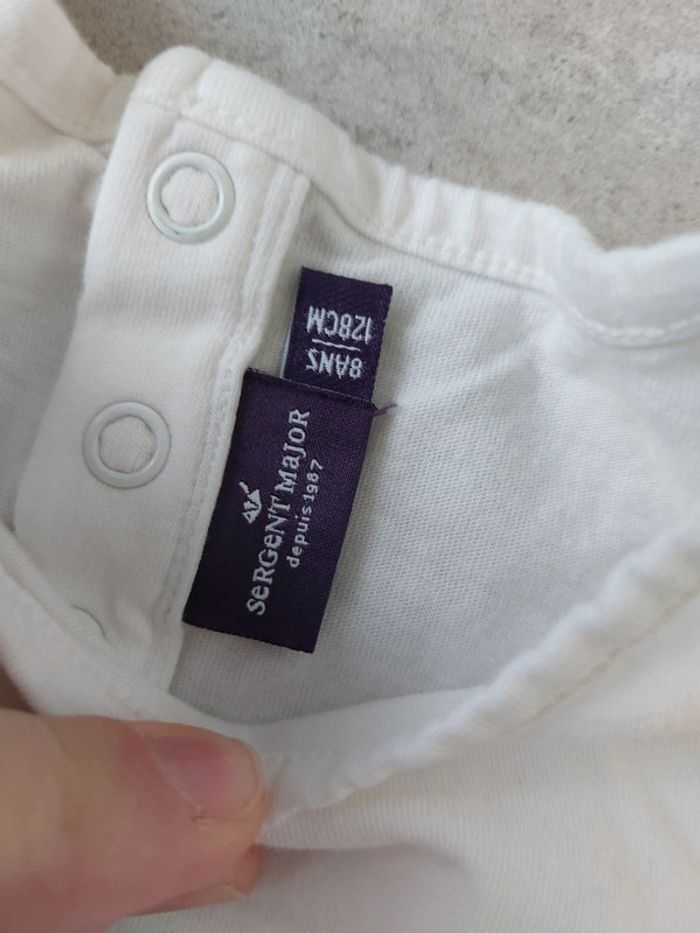 8ANS
128CM
SeRGeNT MaJoR
depuis 1987